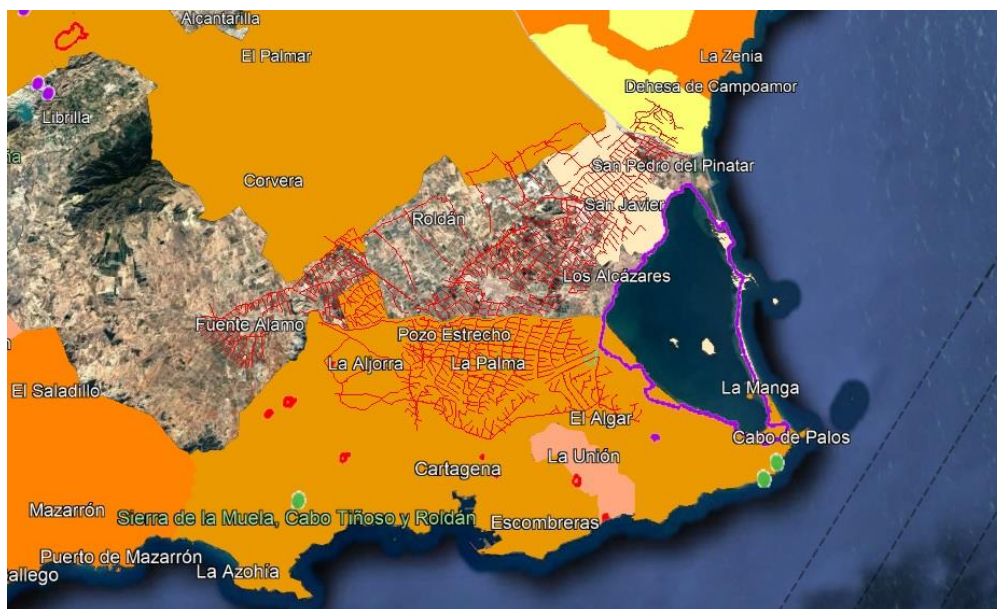 Alcantarilla
El Palmar
La Zenia
Dehesa de Campoamor
Librilla
San Pedro del Pinatar
Corvera
San Javier
Roldán
Los Alcázares
Fuente Álamo
Pozo Estrecho
La Aljorra
La Palma
El Saladillo
La Manga
El Algar
Cabo de Palos
La Unión
Cartagena
Mazarrón
Sierra de la Muela, Cabo Tiñoso y Roldán
Escombreras
Puerto de Mazarrón
allego
La Azohía